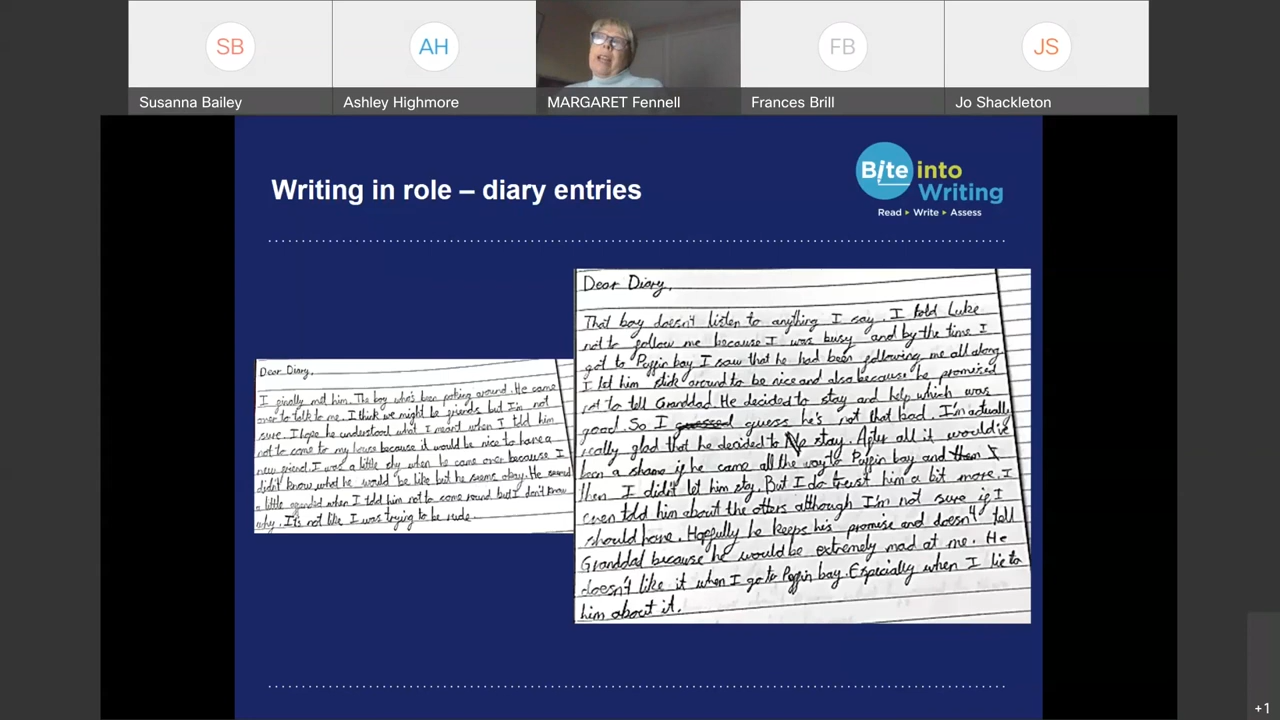 SB
AH
FB
JS
Susanna Bailey
Ashley Highmore
MARGARET Fennell
Frances Brill
Jo Shackleton
Writing in role – diary entries
Bite into
Writing
Read ▸ Write ▸ Assess
Dear Diary,
I finally met him. The boy who's been poking around. He came
over to talk to me. I think we might be friends but I'm not
sure. I hope he understood what I meant when I told him
not to come to my house because it would be nice to have a
new friend. I was a little shy when he came over because I
didn't know what he would be like but he seems okay. He seemed
a little offended when I told him not to come round but I don't know
why. It's not like I was trying to be rude.
Dear Diary,
That boy doesn't listen to anything I say. I told Luke
not to follow me because I was busy and by the time I
got to Puffin bay I saw that he had been following me all along
I let him stick around to be nice and also because he promised
not to tell Granddad. He decided to stay and help which was
good. So I guess he's not that bad. I'm actually
really glad that he decided to stay. After all it would've
been a shame if he came all the way to Puffin bay and then I
then I didn't let him stay. But I do trust him a bit more. I
even told him about the otters although I'm not sure if I
should have. Hopfully he keeps his promise and doesn't tell
Granddad because he would be extremely mad at me. He
doesn't like it when I go to Puffin bay. Especially when I lie to
him about it.
+1